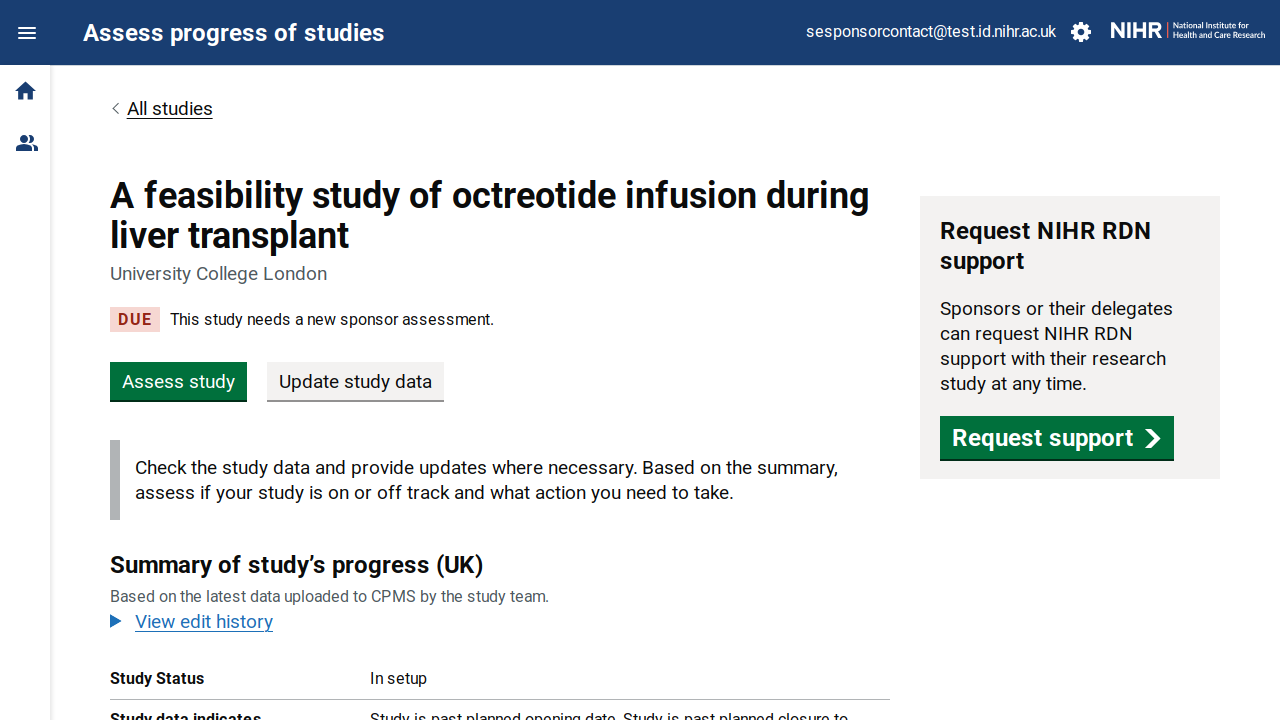 Assess progress of studies
sesponsorcontact@test.id.nihr.ac.uk
NIHR
National Institute for
Health and Care Research
All studies
A feasibility study of octreotide infusion during
liver transplant
University College London
DUE This study needs a new sponsor assessment.
Assess study
Update study data
Check the study data and provide updates where necessary. Based on the summary,
assess if your study is on or off track and what action you need to take.
Summary of study’s progress (UK)
Based on the latest data uploaded to CPMS by the study team.
View edit history
Study Status In setup
Study data indicates Study is past planned opening date, Study is past planned closure to
Request NIHR RDN
support
Sponsors or their delegates
can request NIHR RDN
support with their research
study at any time.
Request support